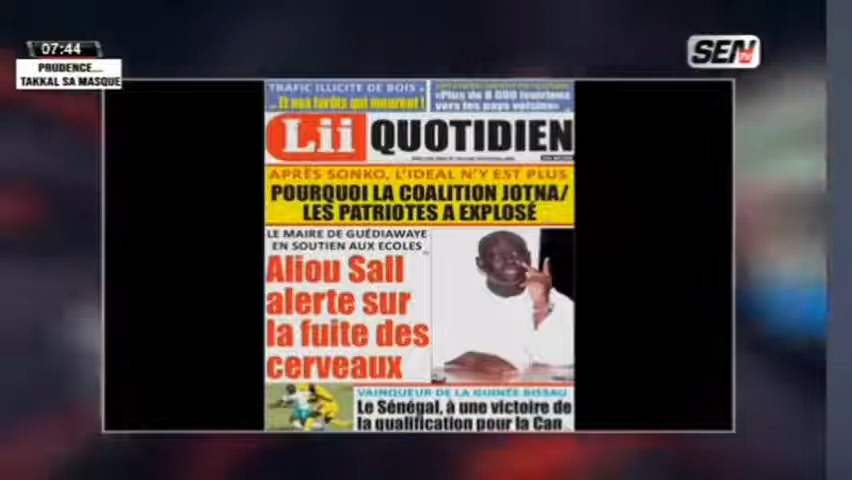 07:44
PRUDENCE....
TAKKAL SA MASQUE
SEN TV
TRAFIC ILLICITE DE BOIS
Et nos forêts qui meurent !
«Plus de 8 000
vers les pays voisins»
Lii QUOTIDIEN
APRÈS SONKO, L'IDEAL N'Y EST PLUS
POURQUOI LA COALITION JOTNA/
LES PATRIOTES A EXPLOSÉ
LE MAIRE DE GUÉDIAWAYE
EN SOUTIEN AUX ECOLES
Aliou Sall
alerte sur
la fuite des
cerveaux
VAINQUEUR DE LA GUINÉE BISSAU
Le Sénégal, à une victoire de
la qualification pour la Can